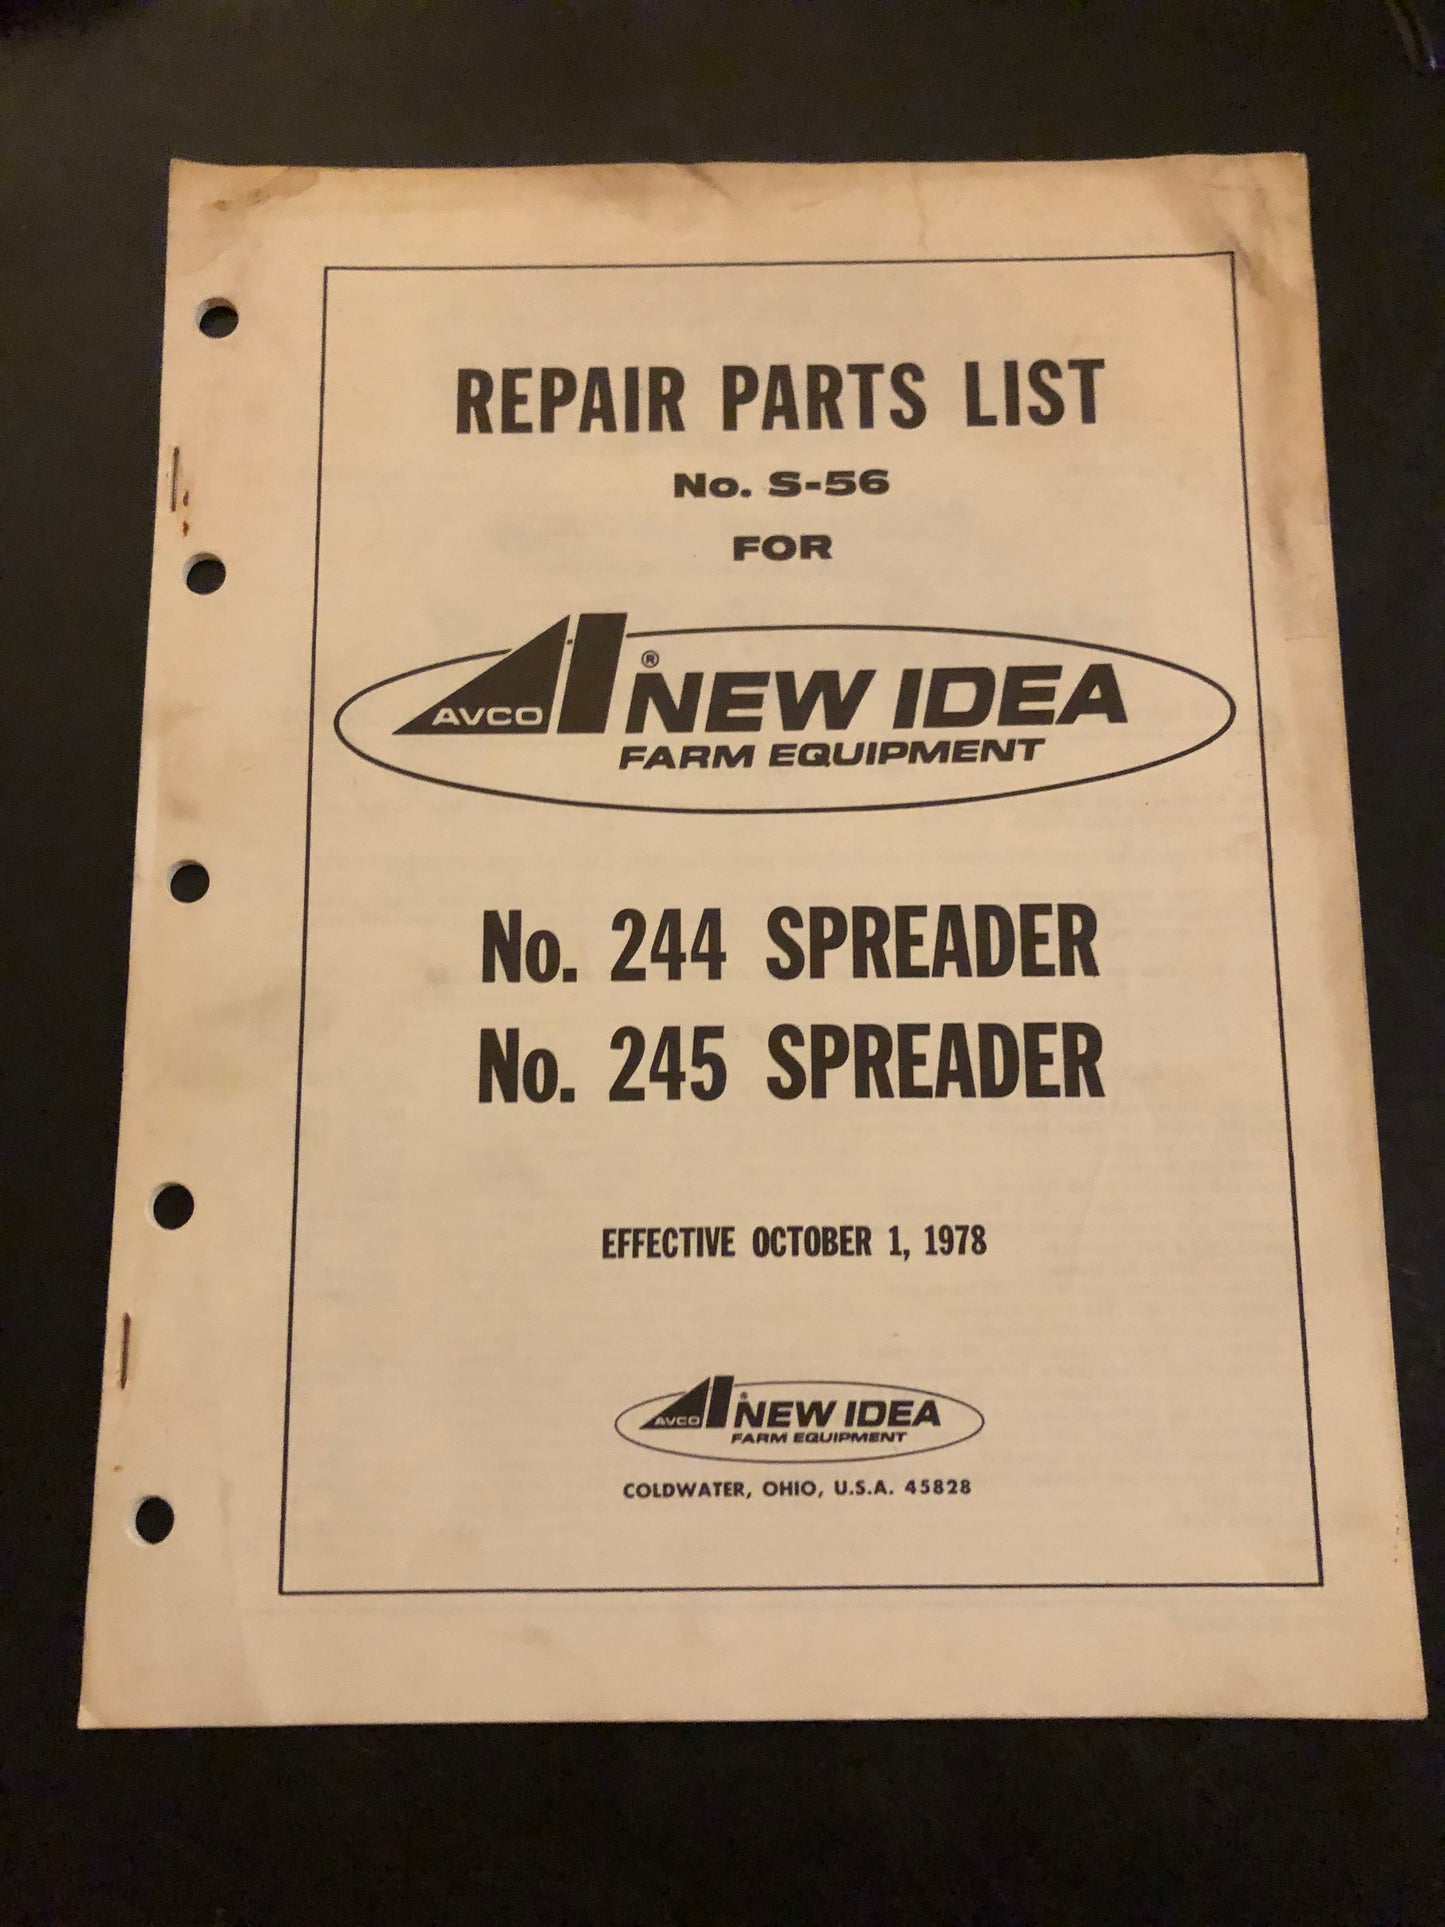 REPAIR PARTS LIST
No. S-56
FOR
AVCO ® NEW IDEA
FARM EQUIPMENT
No. 244 SPREADER
No. 245 SPREADER
EFFECTIVE OCTOBER 1, 1978
AVCO ® NEW IDEA
FARM EQUIPMENT
COLDWATER, OHIO, U.S.A. 45828